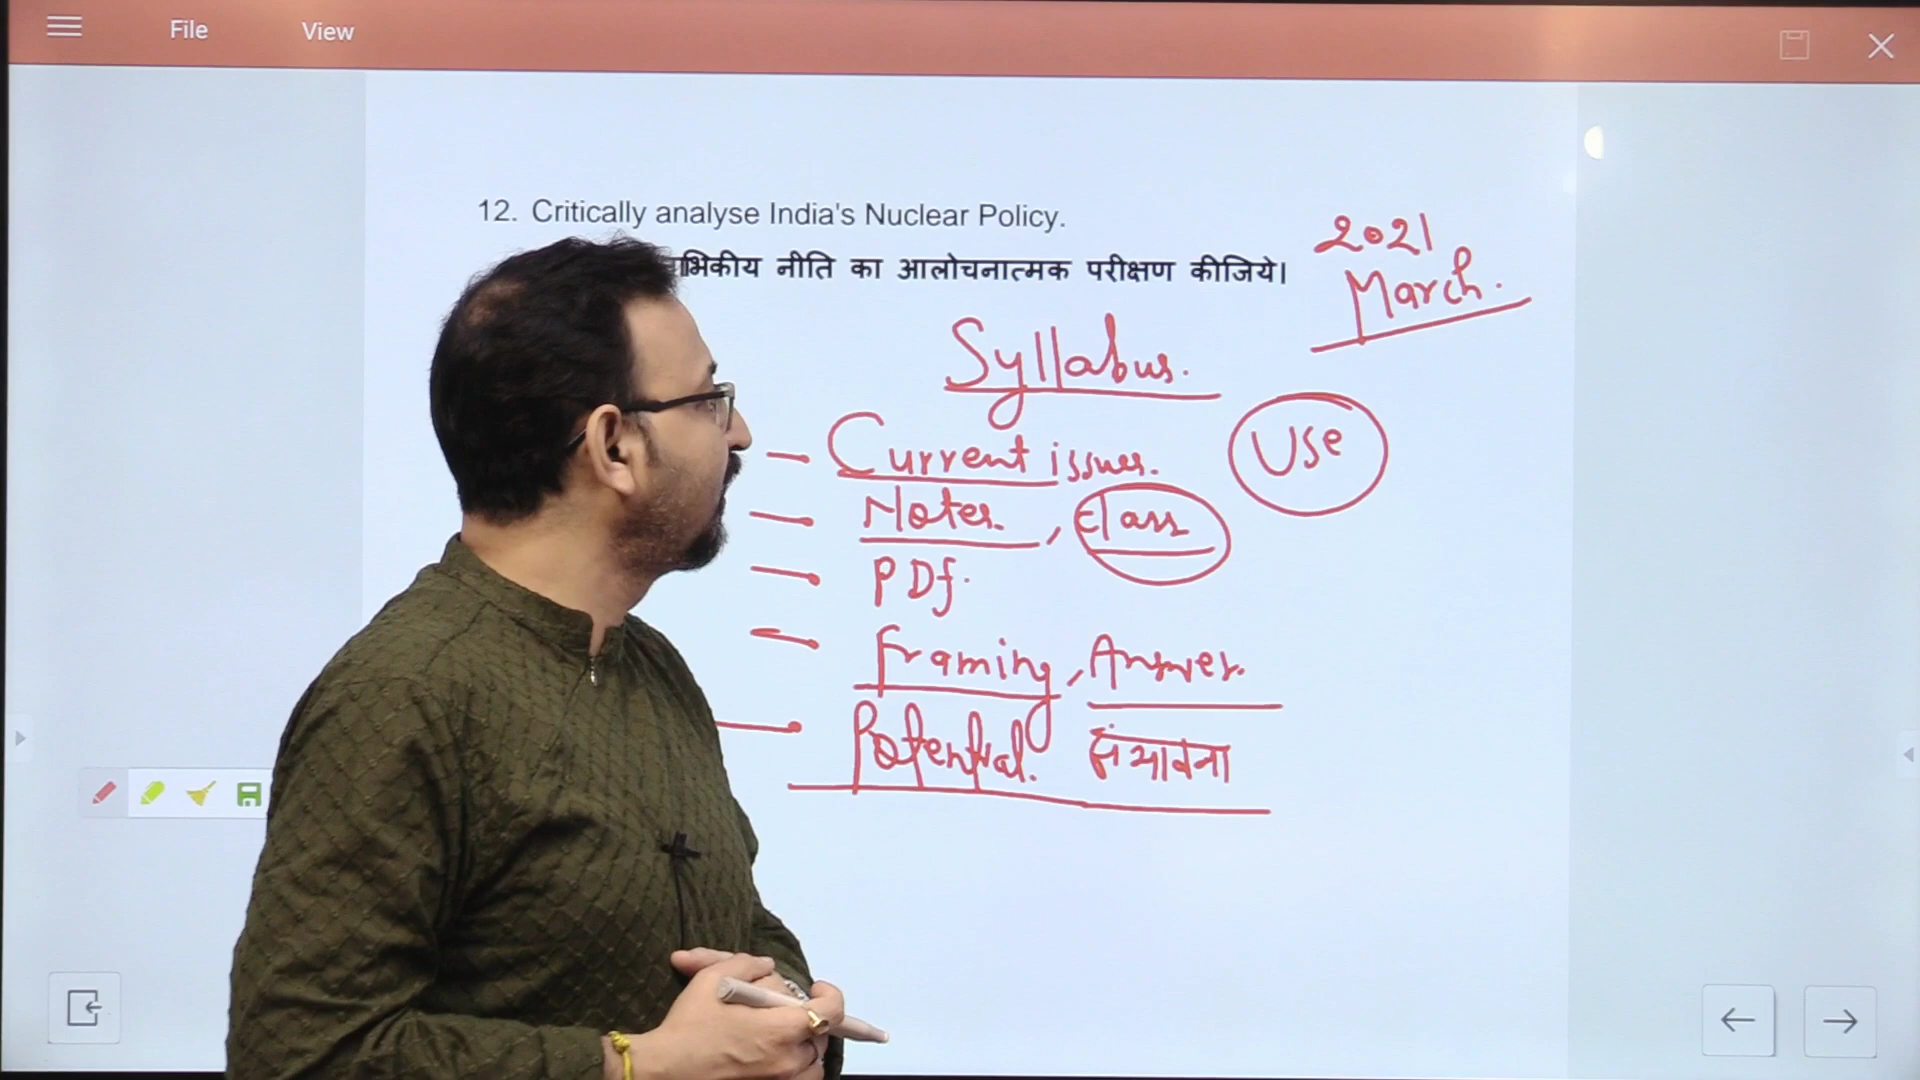 File View
12. Critically analyse India's Nuclear Policy.
भिकीय नीति का आलोचनात्मक परीक्षण कीजिये।
2021
March.
Syllabus.
– Current issues. Use
– Notes, Class
– PDf.
– Framing, Answer.
– Potential. संभावना